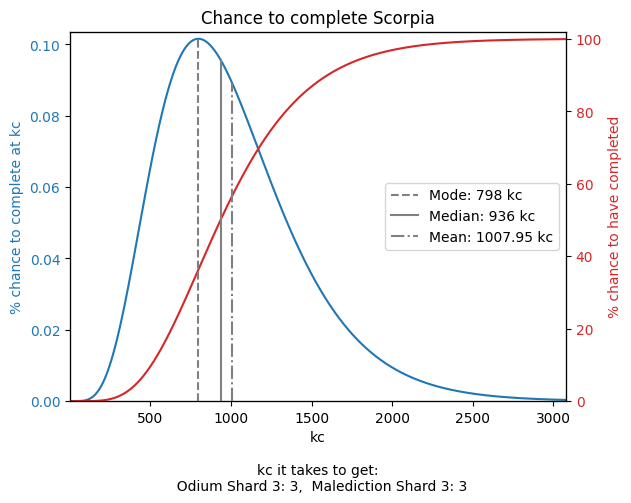 Chance to complete Scorpia
% chance to complete at kc
0.10
0.08
0.06
0.04
0.02
0.00
Mode: 798 kc
Median: 936 kc
Mean: 1007.95 kc
100
80
60
40
20
0
% chance to have completed
500 1000 1500 2000 2500 3000
kc
kc it takes to get:
Odium Shard 3: 3, Malediction Shard 3: 3